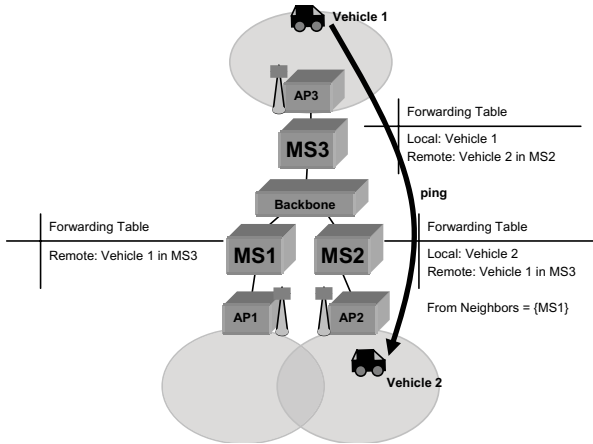 Vehicle 1
AP3
Forwarding Table
Local: Vehicle 1
Remote: Vehicle 2 in MS2
MS3
ping
Backbone
Forwarding Table
Remote: Vehicle 1 in MS3
MS1
MS2
Forwarding Table
Local: Vehicle 2
Remote: Vehicle 1 in MS3
From Neighbors = {MS1}
AP1
AP2
Vehicle 2